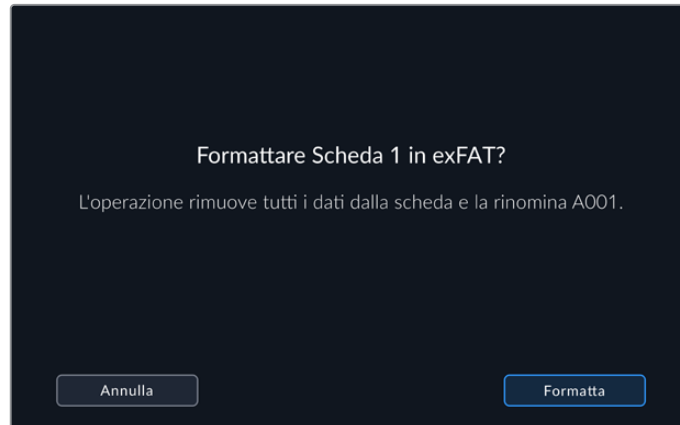 Formattare Scheda 1 in exFAT?
L'operazione rimuove tutti i dati dalla scheda e la rinomina A001.
Annulla
Formatta